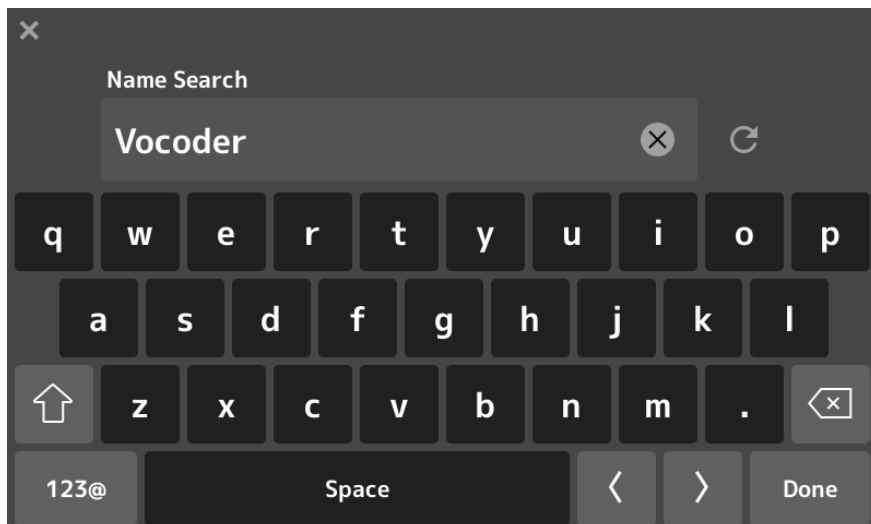 Name Search
Vocoder
q w e r t y u i o p
a s d f g h j k l
z x c v b n m .
123@ Space Done